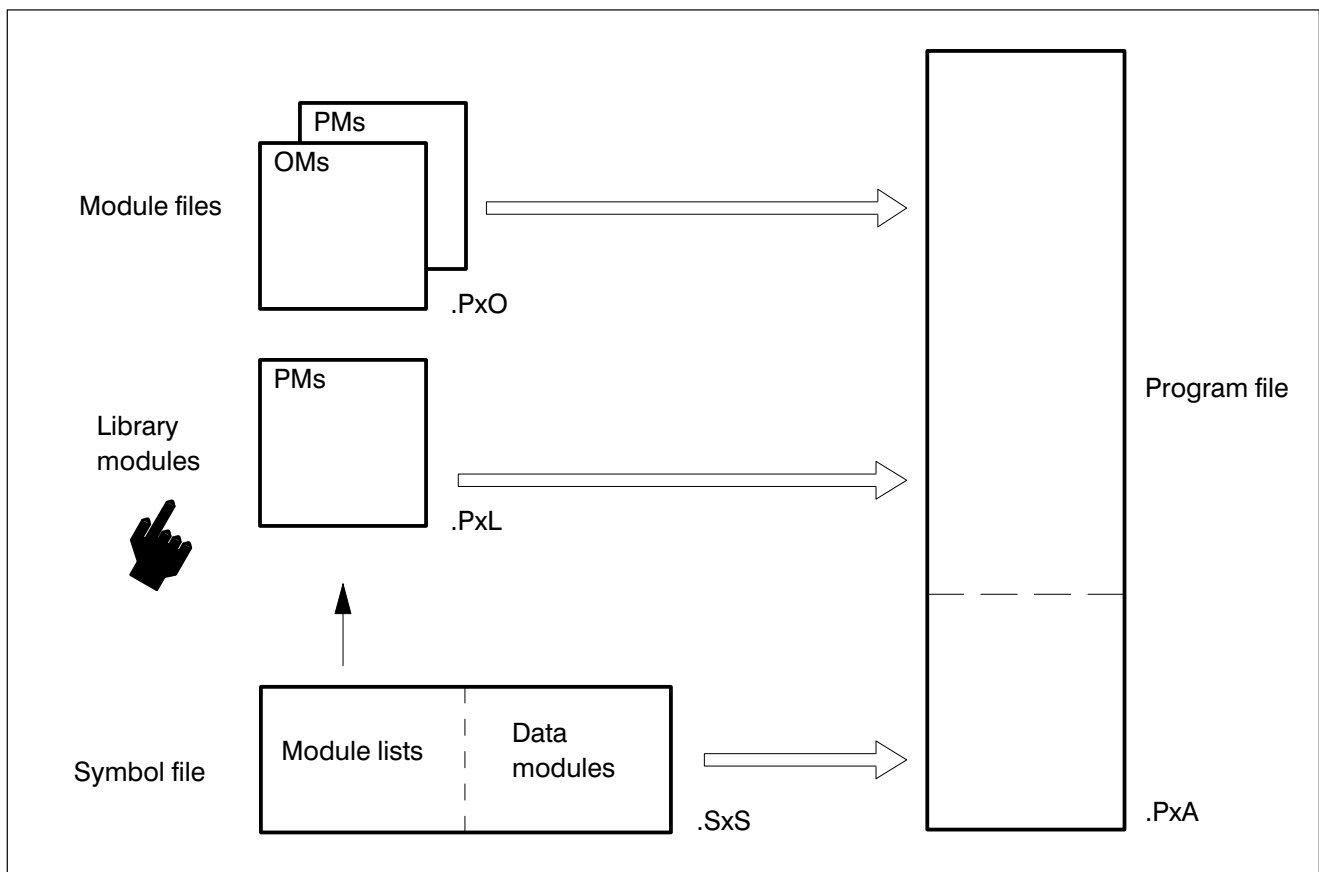 PMs
OMs
Module files
.PxO
PMs
Library
modules
.PxL
Program file
Module lists
Data
modules
Symbol file
.SxS
.PxA